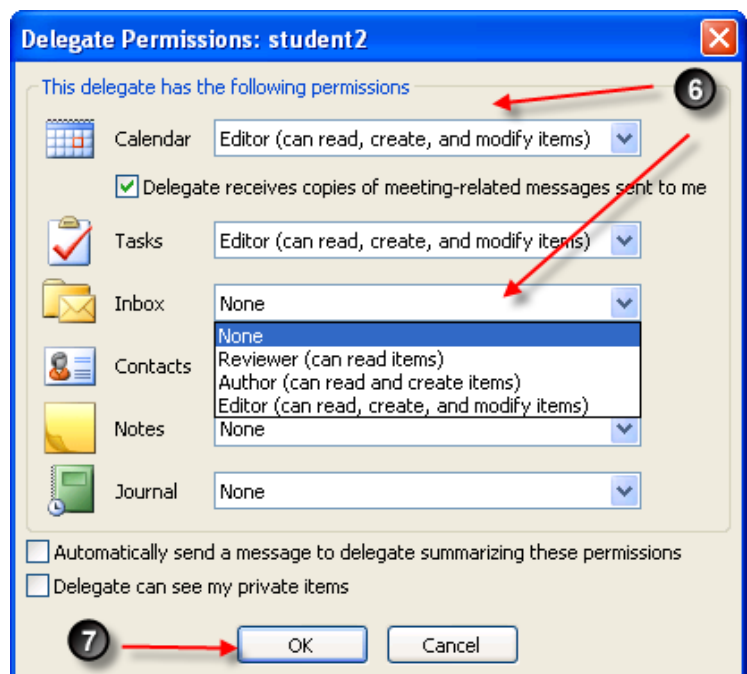 Delegate Permissions: student2
This delegate has the following permissions
6
Calendar Editor (can read, create, and modify items)
Delegate receives copies of meeting-related messages sent to me
Tasks Editor (can read, create, and modify items)
Inbox None
None
Reviewer (can read items)
Contacts
Author (can read and create items)
Editor (can read, create, and modify items)
Notes None
Journal None
Automatically send a message to delegate summarizing these permissions
Delegate can see my private items
7 OK Cancel